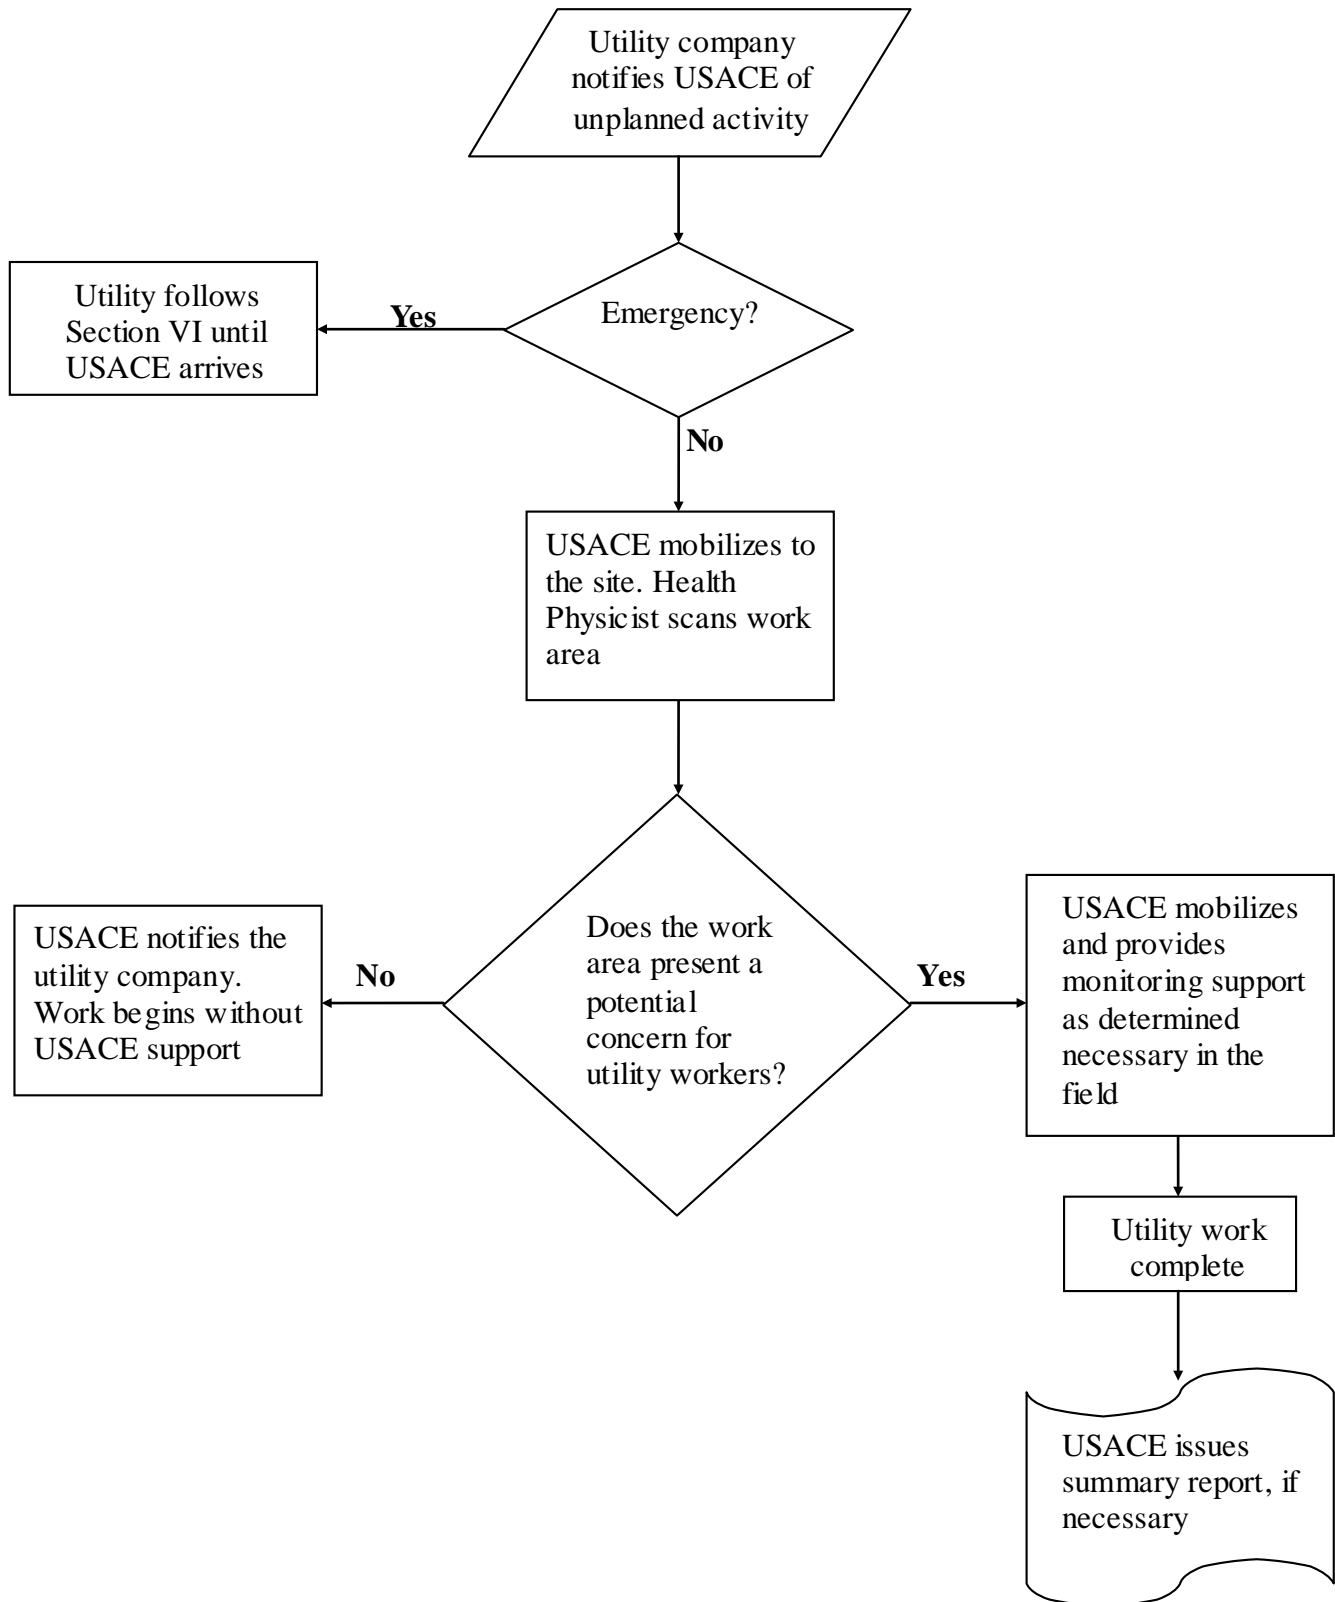 Utility company
notifies USACE of
unplanned activity
Emergency?
Yes
Utility follows
Section VI until
USACE arrives
No
USACE mobilizes to
the site. Health
Physicist scans work
area
Does the work
area present a
potential
concern for
utility workers?
No
USACE notifies the
utility company.
Work begins without
USACE support
Yes
USACE mobilizes
and provides
monitoring support
as determined
necessary in the
field
Utility work
complete
USACE issues
summary report, if
necessary